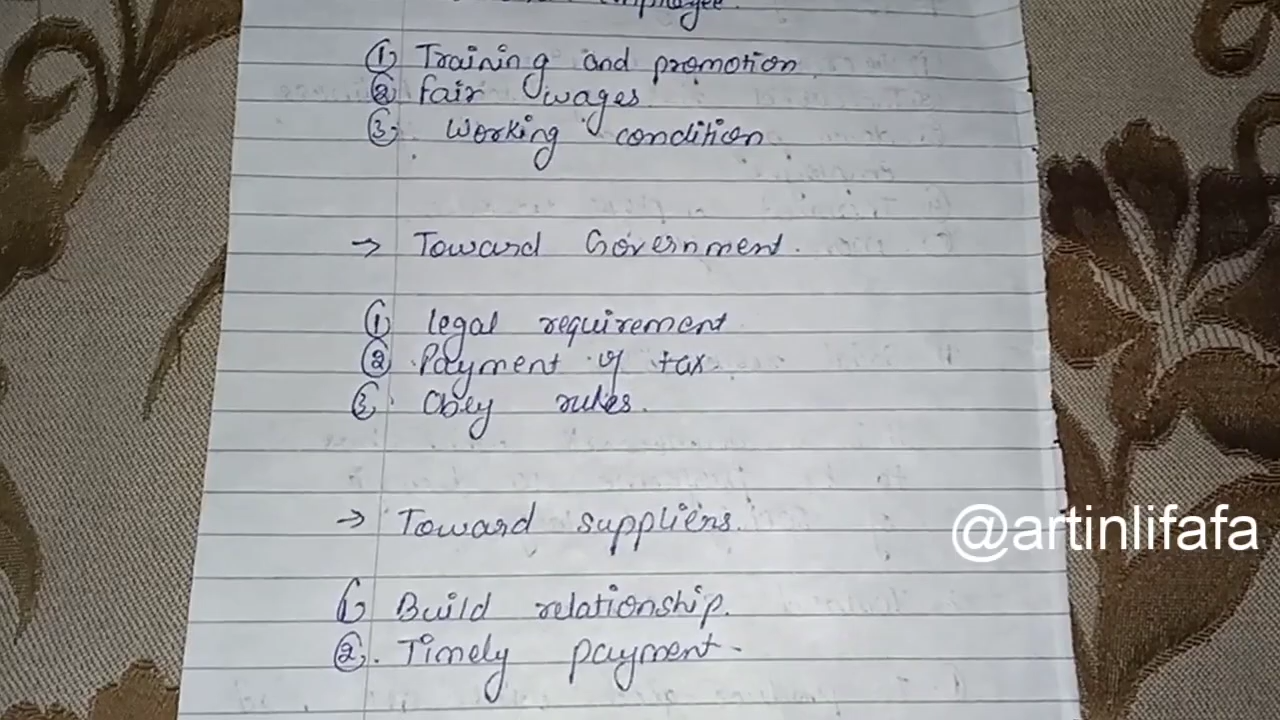 employee.
① Training and promotion
② fair wages
③ working condition
→ Toward Government.
① legal requirement
② Payment of tax.
③ Obey rules.
→ Toward suppliers.
① Build relationship.
② Timely payment.
@artinlifafa